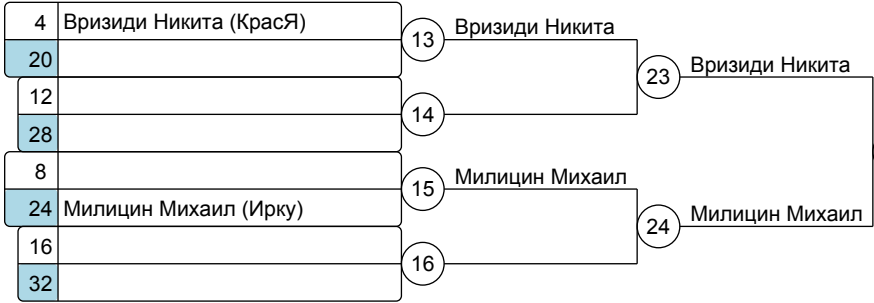 4 Вризиди Никита (КрасЯ)
13 Вризиди Никита
20
23 Вризиди Никита
12
14
28
8
15 Милицин Михаил
24 Милицин Михаил (Ирку)
24 Милицин Михаил
16
16
32